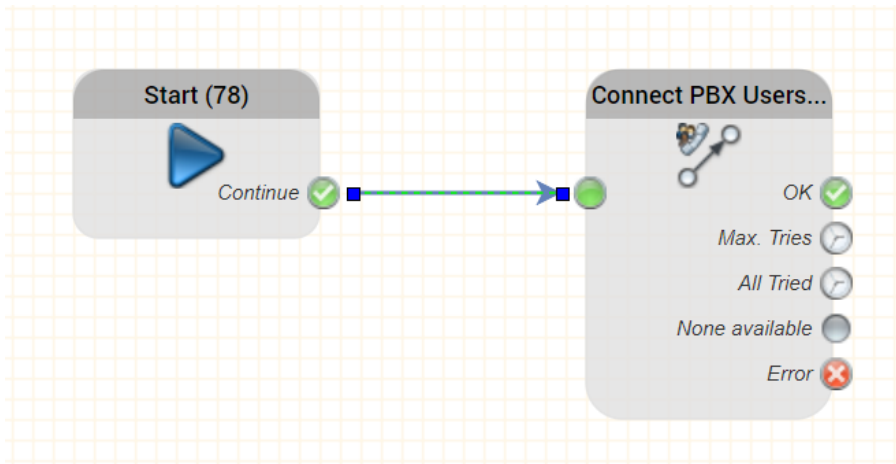 Start (78)
Continue
Connect PBX Users...
OK
Max. Tries
All Tried
None available
Error